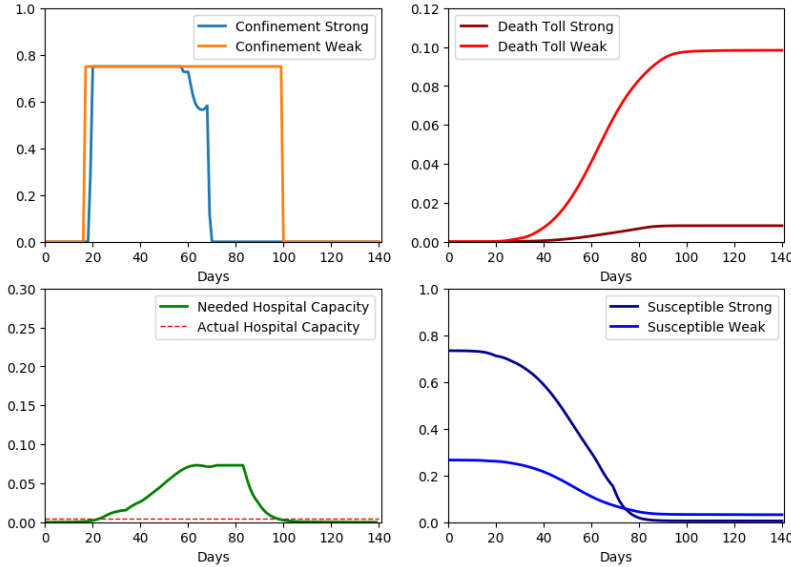 1.0
0.8
0.6
0.4
0.2
0.0
Confinement Strong
Confinement Weak
0 20 40 60 80 100 120 140
Days
0.12
0.10
0.08
0.06
0.04
0.02
0.00
Death Toll Strong
Death Toll Weak
0 20 40 60 80 100 120 140
Days
0.30
0.25
0.20
0.15
0.10
0.05
0.00
Needed Hospital Capacity
Actual Hospital Capacity
0 20 40 60 80 100 120 140
Days
1.0
0.8
0.6
0.4
0.2
0.0
Susceptible Strong
Susceptible Weak
0 20 40 60 80 100 120 140
Days